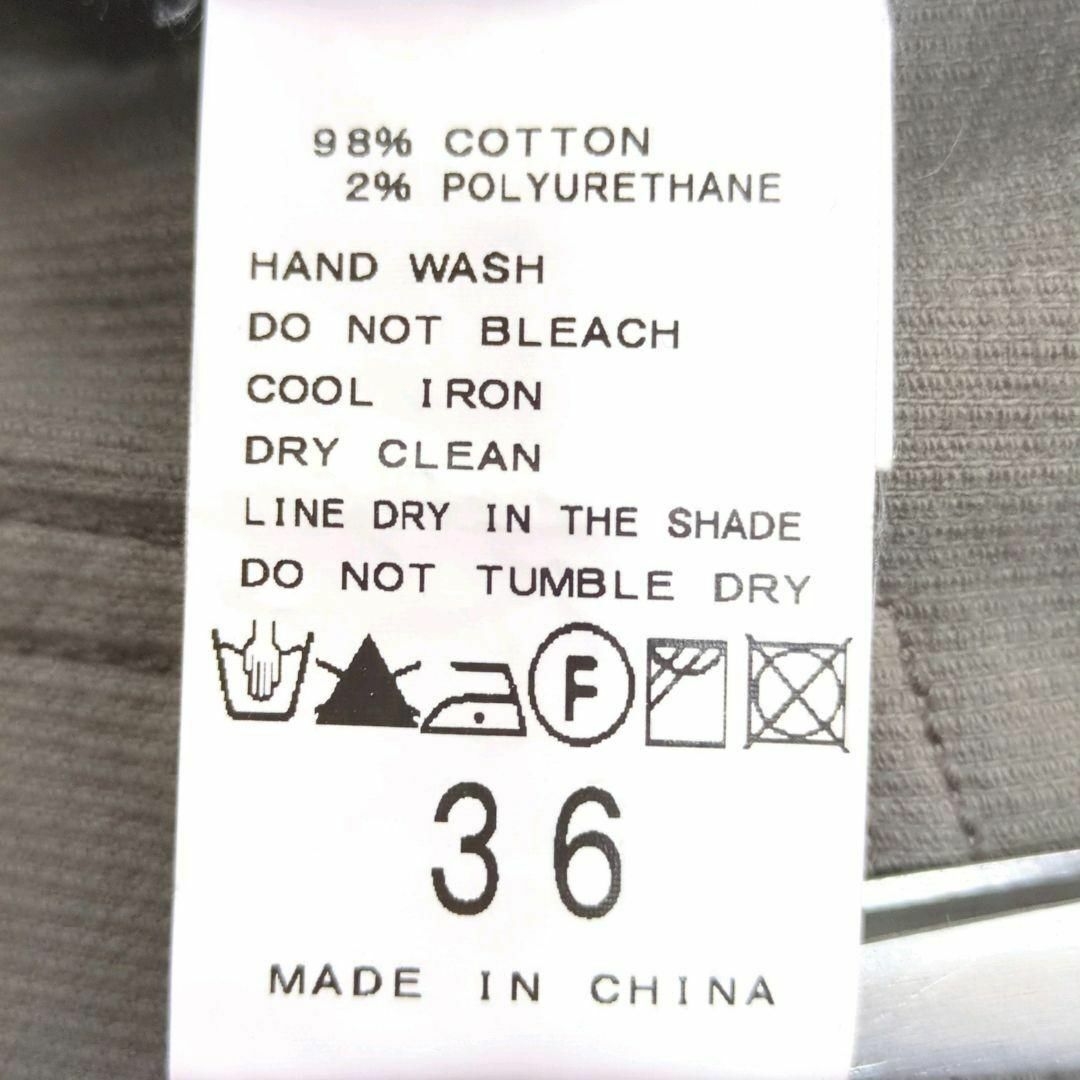 98% COTTON
2% POLYURETHANE
HAND WASH
DO NOT BLEACH
COOL IRON
DRY CLEAN
LINE DRY IN THE SHADE
DO NOT TUMBLE DRY
F
36
MADE IN CHINA